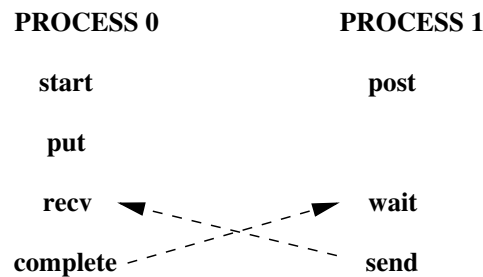 PROCESS 0 PROCESS 1
start post
put
recv wait
complete send